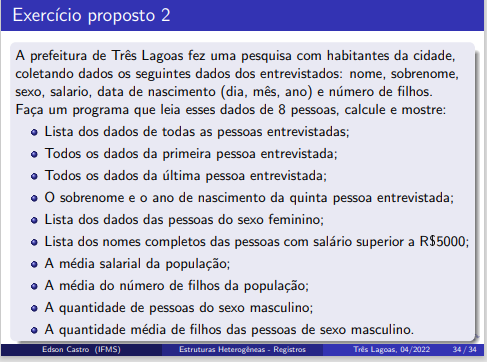 Exercício proposto 2
A prefeitura de Três Lagoas fez uma pesquisa com habitantes da cidade,
coletando dados os seguintes dados dos entrevistados: nome, sobrenome,
sexo, salario, data de nascimento (dia, mês, ano) e número de filhos.
Faça um programa que leia esses dados de 8 pessoas, calcule e mostre:
Lista dos dados de todas as pessoas entrevistadas;
Todos os dados da primeira pessoa entrevistada;
Todos os dados da última pessoa entrevistada;
O sobrenome e o ano de nascimento da quinta pessoa entrevistada;
Lista dos dados das pessoas do sexo feminino;
Lista dos nomes completos das pessoas com salário superior a R$5000;
A média salarial da população;
A média do número de filhos da população;
A quantidade de pessoas do sexo masculino;
A quantidade média de filhos das pessoas de sexo masculino.
Edson Castro (IFMS) Estruturas Heterogêneas - Registros Três Lagoas, 04/2022 34 / 34